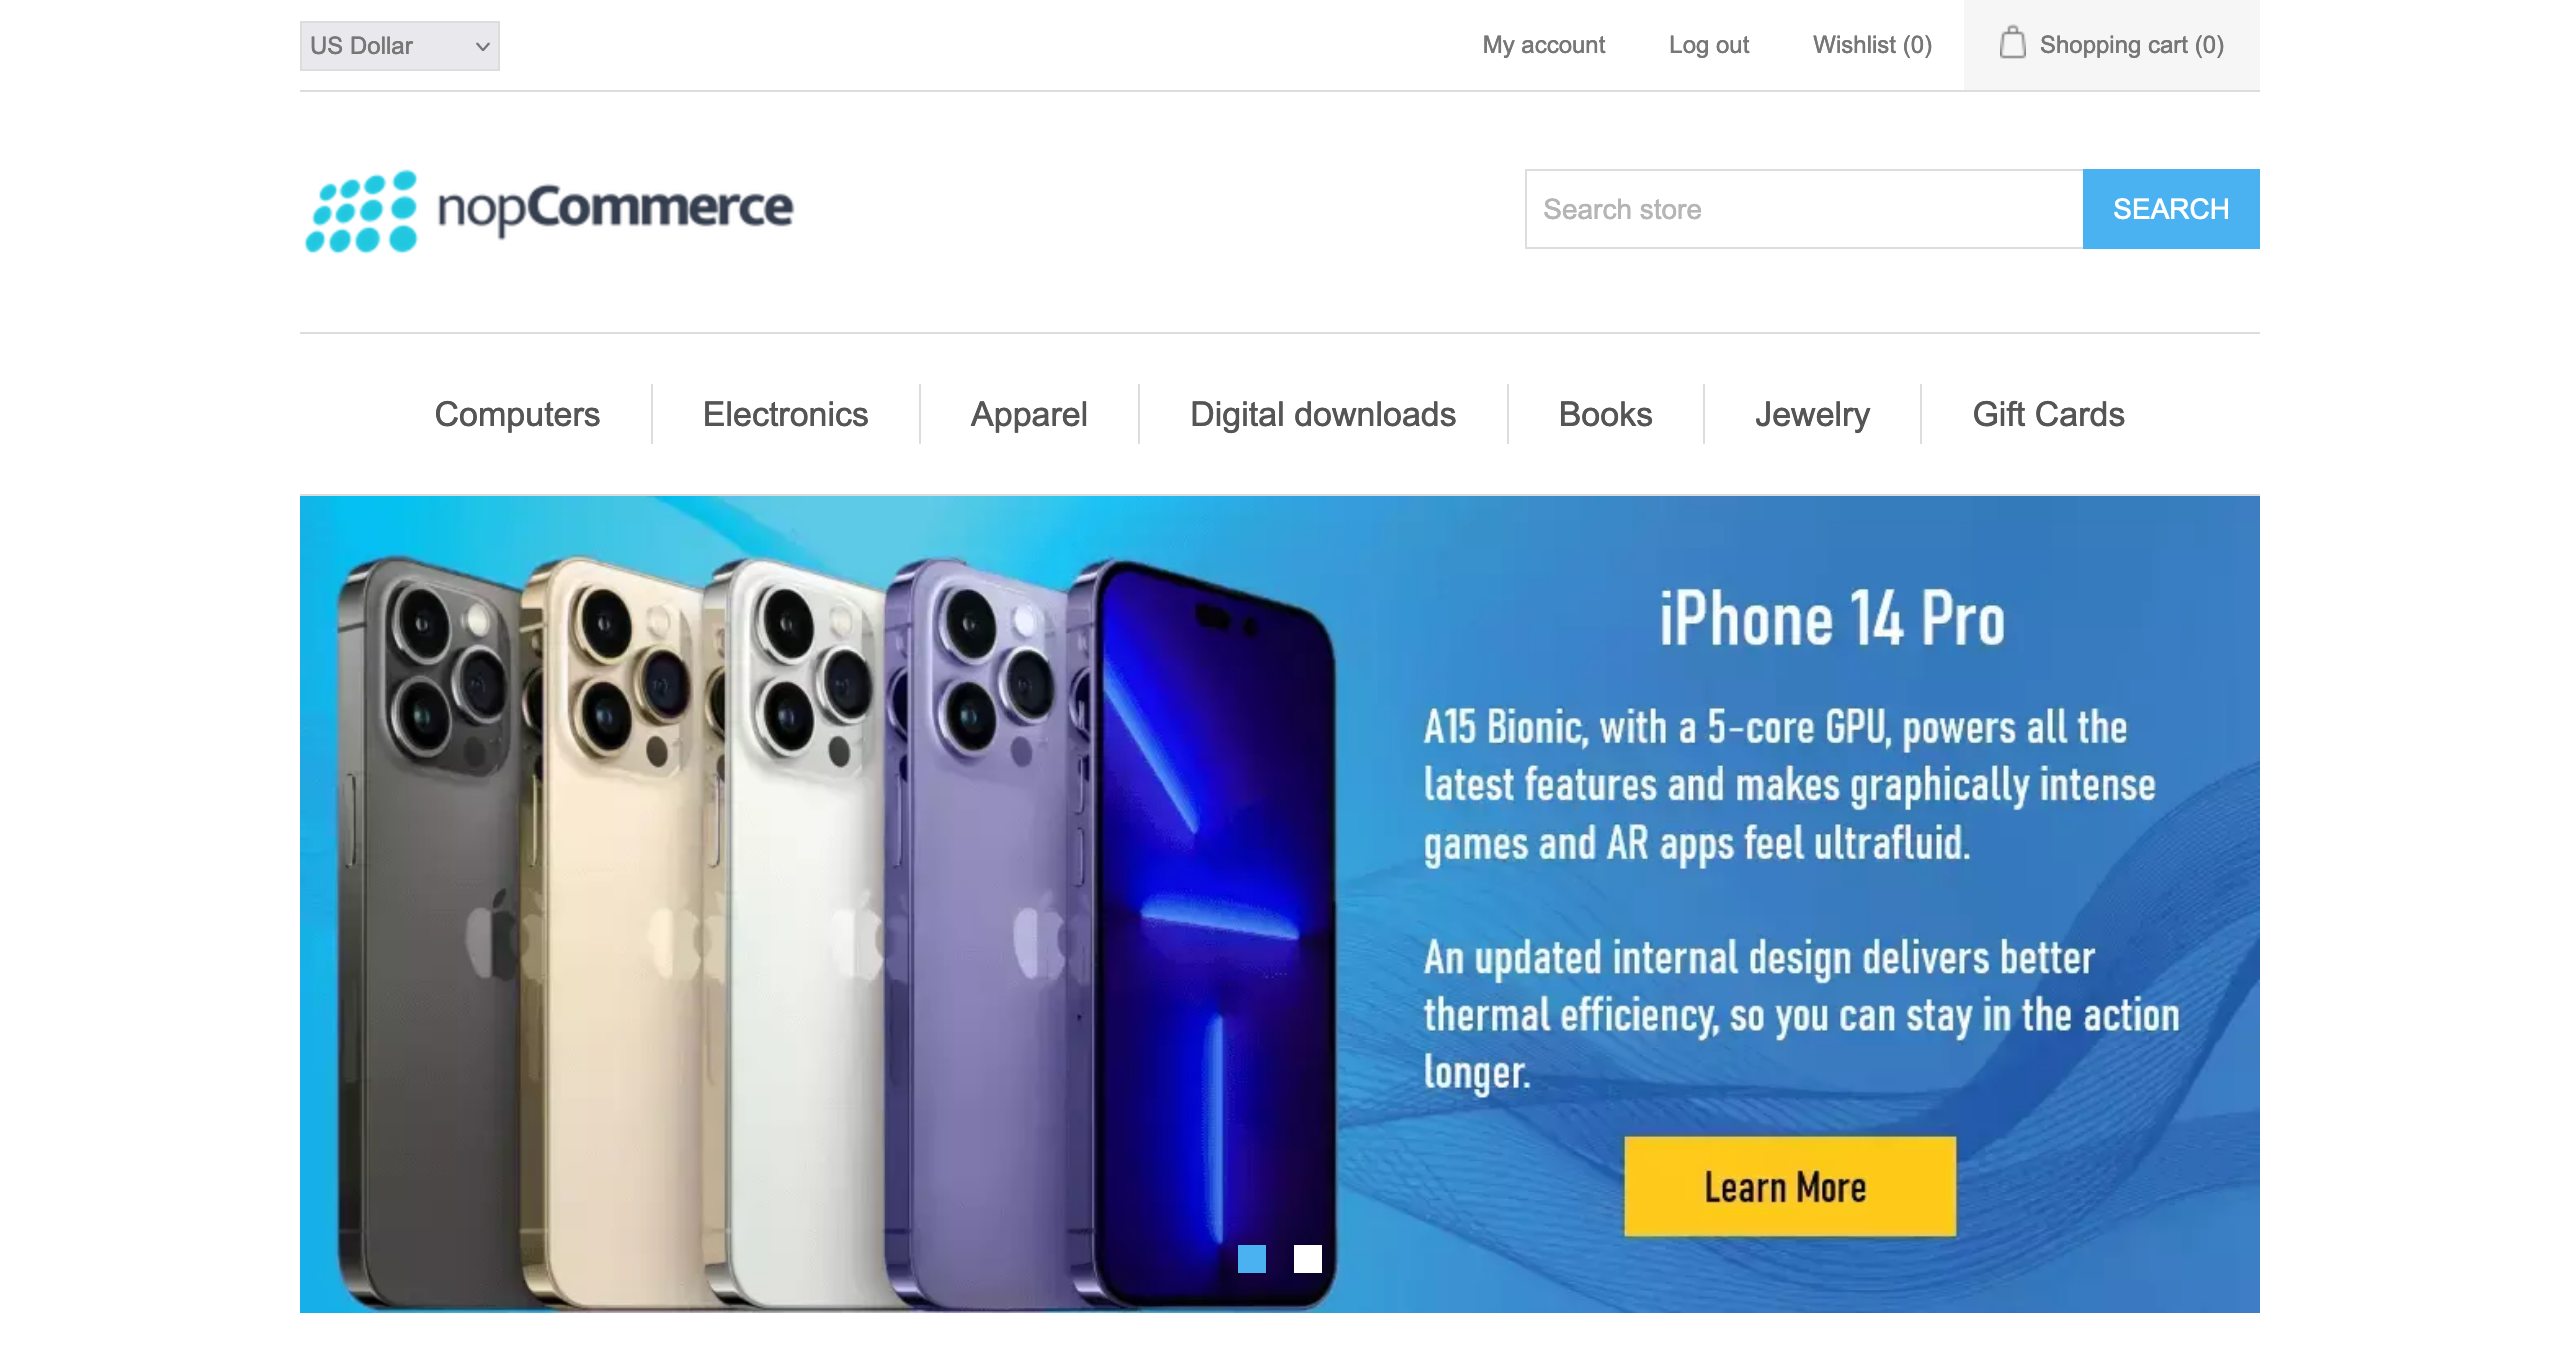 US Dollar
My account
Log out
Wishlist (0)
Shopping cart (0)
nopCommerce
Search store
SEARCH
Computers
Electronics
Apparel
Digital downloads
Books
Jewelry
Gift Cards
iPhone 14 Pro
A15 Bionic, with a 5-core GPU, powers all the
latest features and makes graphically intense
games and AR apps feel ultrafluid.
An updated internal design delivers better
thermal efficiency, so you can stay in the action
longer.
Learn More